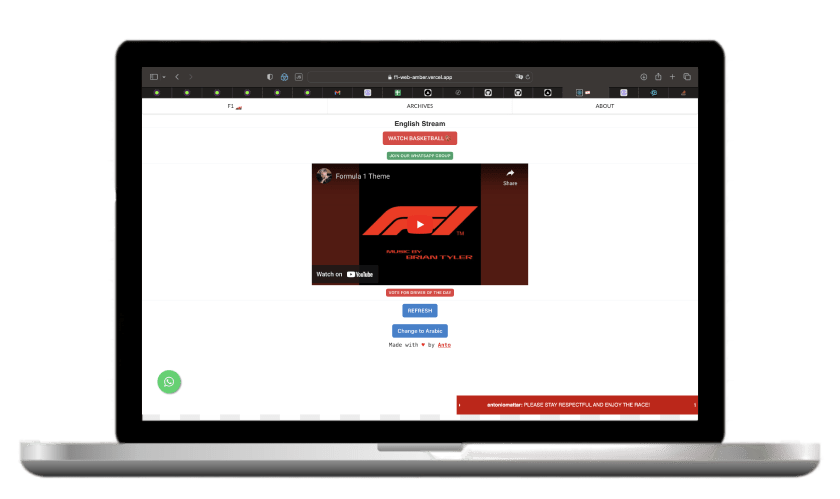 f1-web-amber.vercel.app
F1
ARCHIVES
ABOUT
English Stream
WATCH BASKETBALL
JOIN OUR WHATSAPP GROUP
Formula 1 Theme
Share
F1
TM
MUSIC BY
BRIAN TYLER
Watch on YouTube
VOTE FOR DRIVER OF THE DAY
REFRESH
Change to Arabic
Made with ♥ by Anto
antoniomattar: PLEASE STAY RESPECTFUL AND ENJOY THE RACE!